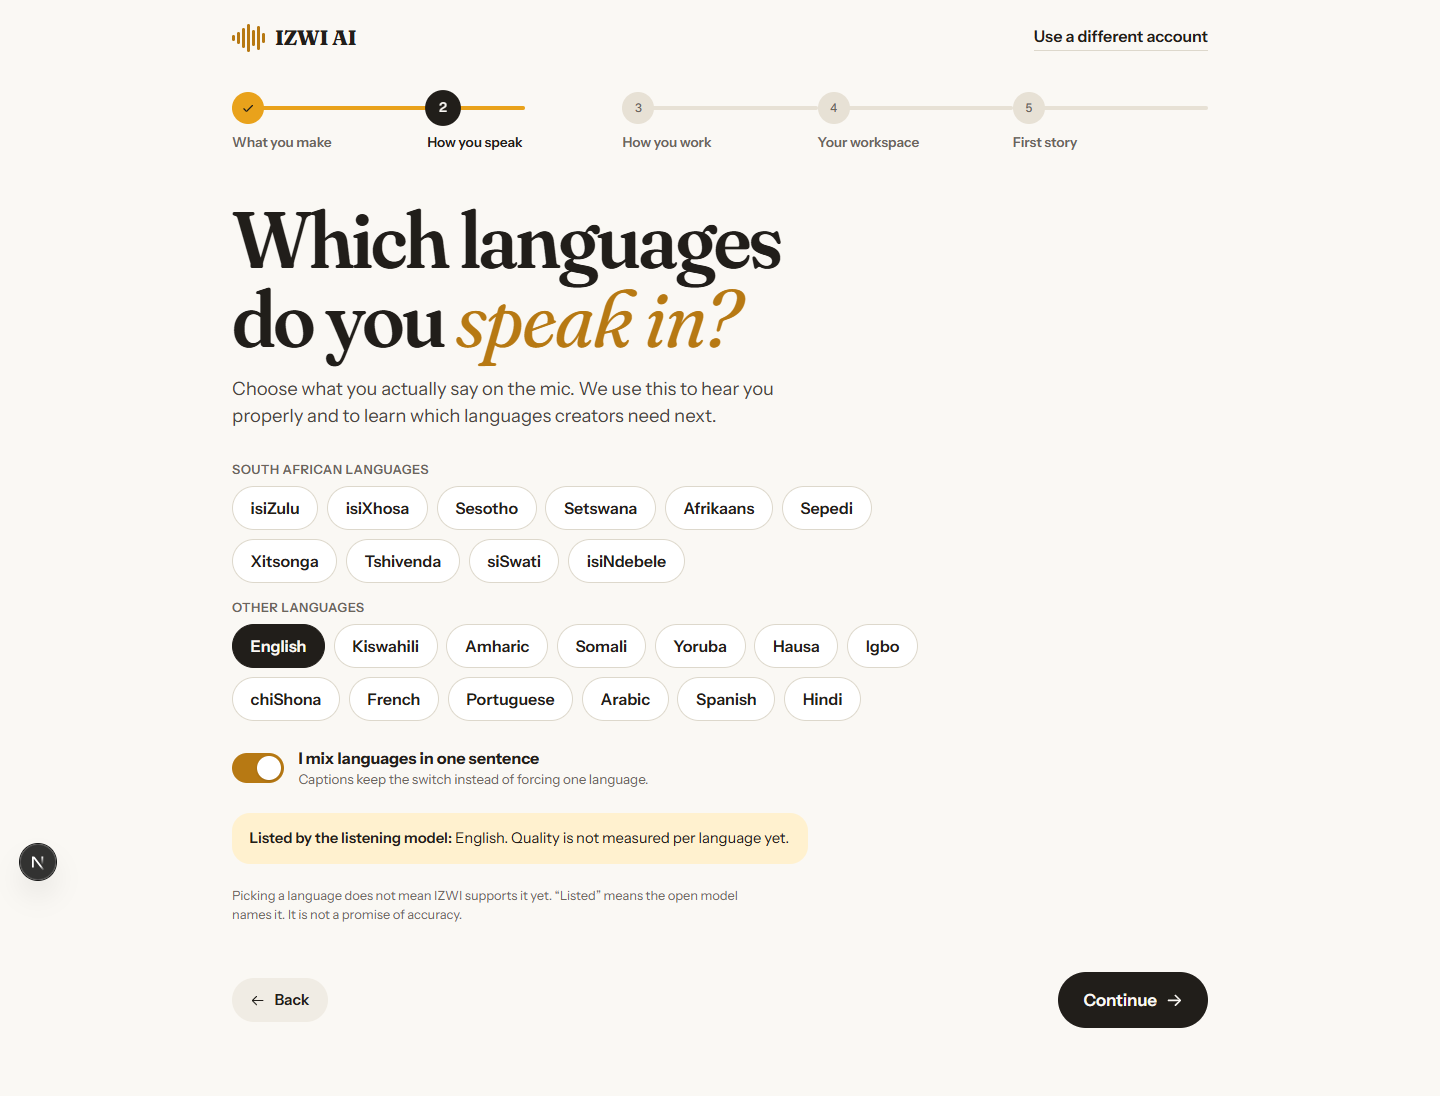 IZWI AI
Use a different account
2
3
4
5
What you make
How you speak
How you work
Your workspace
First story
Which languages
do you speak in?
Choose what you actually say on the mic. We use this to hear you
properly and to learn which languages creators need next.
SOUTH AFRICAN LANGUAGES
isiZulu
isiXhosa
Sesotho
Setswana
Afrikaans
Sepedi
Xitsonga
Tshivenda
siSwati
isiNdebele
OTHER LANGUAGES
English
Kiswahili
Amharic
Somali
Yoruba
Hausa
Igbo
chiShona
French
Portuguese
Arabic
Spanish
Hindi
I mix languages in one sentence
Captions keep the switch instead of forcing one language.
Listed by the listening model: English. Quality is not measured per language yet.
N
Picking a language does not mean IZWI supports it yet. “Listed” means the open model
names it. It is not a promise of accuracy.
← Back
Continue →